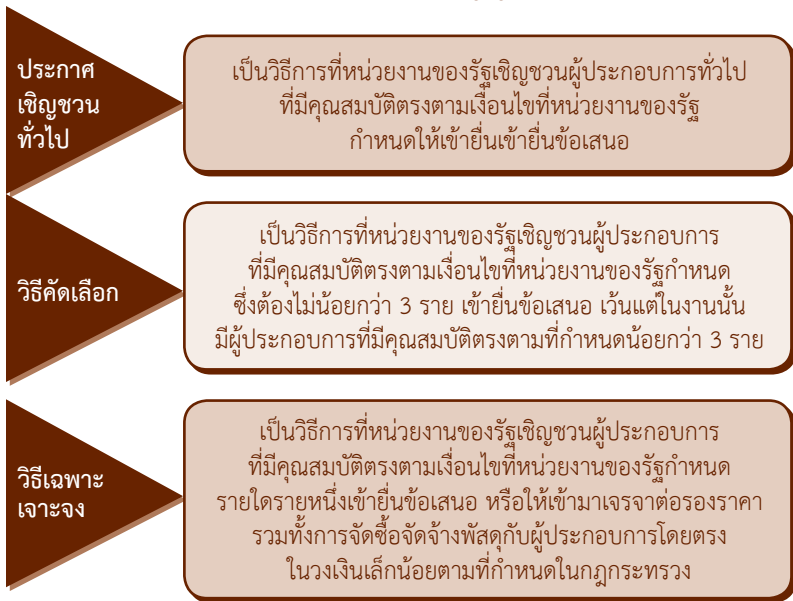 ประกาศ
เชิญชวน
ทั่วไป
เป็นวิธีการที่หน่วยงานของรัฐเชิญชวนผู้ประกอบการทั่วไป
ที่มีคุณสมบัติตรงตามเงื่อนไขที่หน่วยงานของรัฐ
กำหนดให้เข้ายื่นเข้ายื่นข้อเสนอ
วิธีคัดเลือก
เป็นวิธีการที่หน่วยงานของรัฐเชิญชวนผู้ประกอบการ
ที่มีคุณสมบัติตรงตามเงื่อนไขที่หน่วยงานของรัฐกำหนด
ซึ่งต้องไม่น้อยกว่า 3 ราย เข้ายื่นข้อเสนอ เว้นแต่ในงานนั้น
มีผู้ประกอบการที่มีคุณสมบัติตรงตามที่กำหนดน้อยกว่า 3 ราย
วิธีเฉพาะ
เจาะจง
เป็นวิธีการที่หน่วยงานของรัฐเชิญชวนผู้ประกอบการ
ที่มีคุณสมบัติตรงตามเงื่อนไขที่หน่วยงานของรัฐกำหนด
รายใดรายหนึ่งเข้ายื่นข้อเสนอ หรือให้เข้ามาเจรจาต่อรองราคา
รวมทั้งการจัดซื้อจัดจ้างพัสดุกับผู้ประกอบการโดยตรง
ในวงเงินเล็กน้อยตามที่กำหนดในกฎกระทรวง